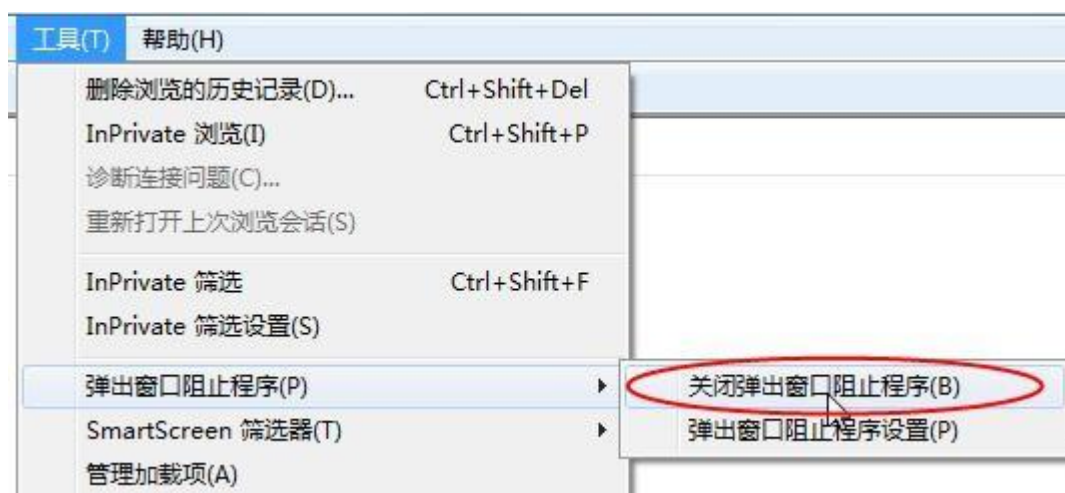 工具(T) 帮助(H)
删除浏览的历史记录(D)... Ctrl+Shift+Del
InPrivate 浏览(I) Ctrl+Shift+P
诊断连接问题(C)...
重新打开上次浏览会话(S)
InPrivate 筛选 Ctrl+Shift+F
InPrivate 筛选设置(S)
弹出窗口阻止程序(P) 关闭弹出窗口阻止程序(B)
SmartScreen 筛选器(T) 弹出窗口阻止程序设置(P)
管理加载项(A)